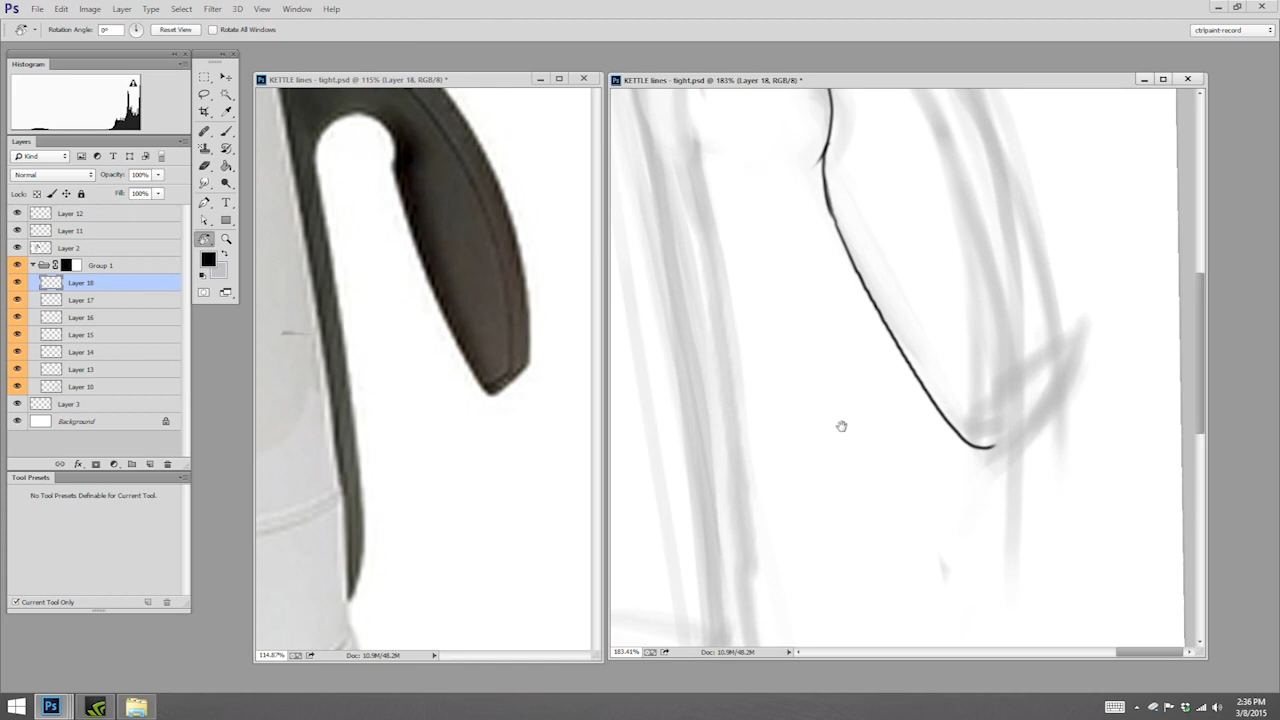 Ps File Edit Image Layer Type Select Filter 3D View Window Help
Rotation Angle: 0° Reset View Rotate All Windows ctrlpaint-record
Histogram
Layers
Kind
Normal Opacity: 100%
Lock: Fill: 100%
Layer 12
Layer 11
Layer 2
Group 1
Layer 18
Layer 17
Layer 16
Layer 15
Layer 14
Layer 13
Layer 10
Layer 3
Background
fx
Tool Presets
No Tool Presets Definable for Current Tool.
Current Tool Only
T
Ps KETTLE lines - tight.psd @ 115% (Layer 18, RGB/8) *
114.87% Doc: 10.9M/48.2M
Ps KETTLE lines - tight.psd @ 183% (Layer 18, RGB/8) *
183.41% Doc: 10.9M/48.2M
Ps
2:36 PM
3/8/2015